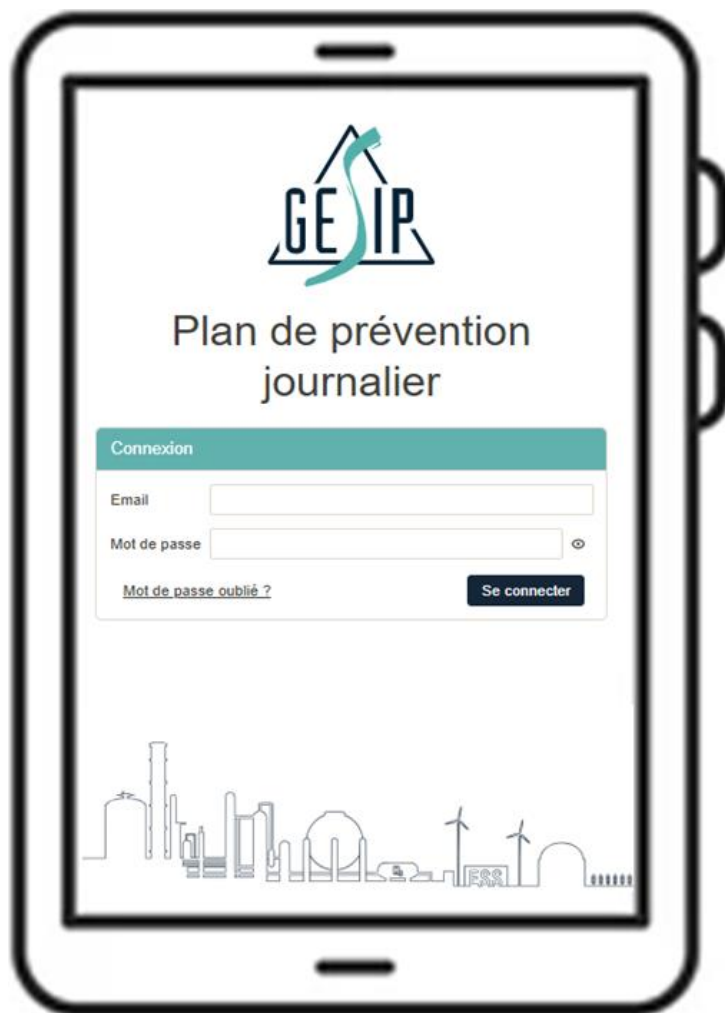 GESIP
Plan de prévention
journalier
Connexion
Email
Mot de passe
Mot de passe oublié ?
Se connecter
ESS